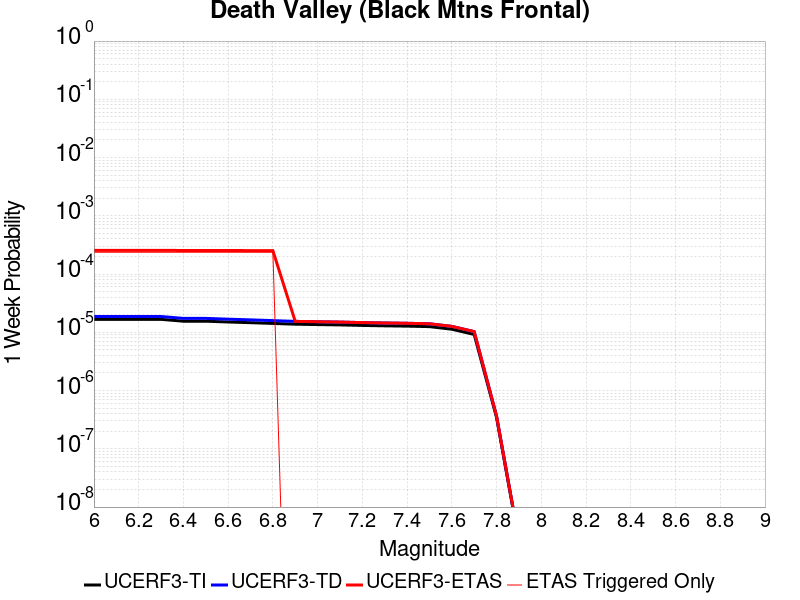 Death Valley (Black Mtns Frontal)
10 0
10 -1
10 -2
10 -3
10 -4
10 -5
10 -6
10 -7
10 -8
1 Week Probability
6 6.2 6.4 6.6 6.8 7 7.2 7.4 7.6 7.8 8 8.2 8.4 8.6 8.8 9
Magnitude
UCERF3-TI UCERF3-TD UCERF3-ETAS ETAS Triggered Only